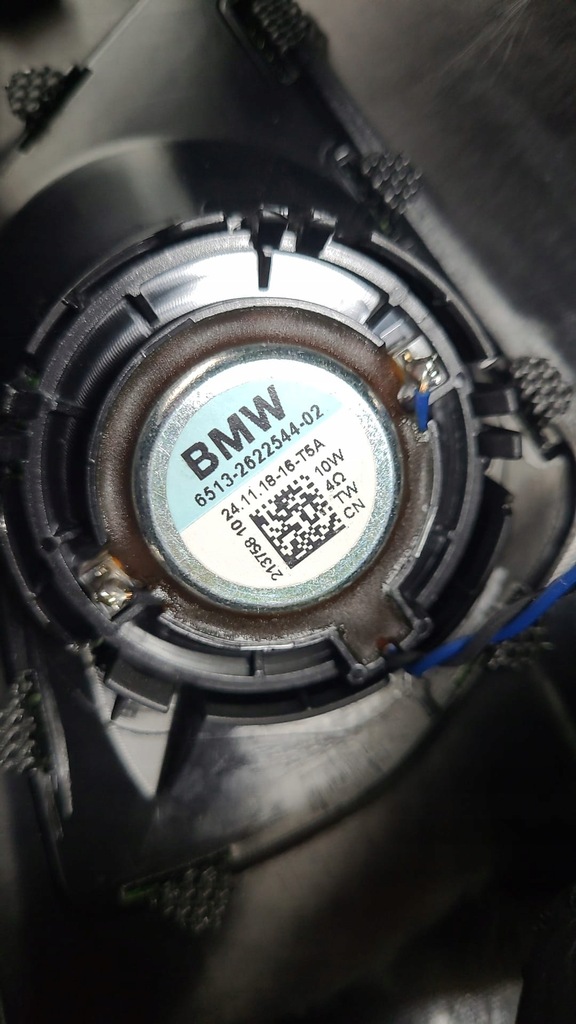 BMW
6513-2622544-02
24.11.18-16-T6A
213758 10
10W
4Ω
TW
CN